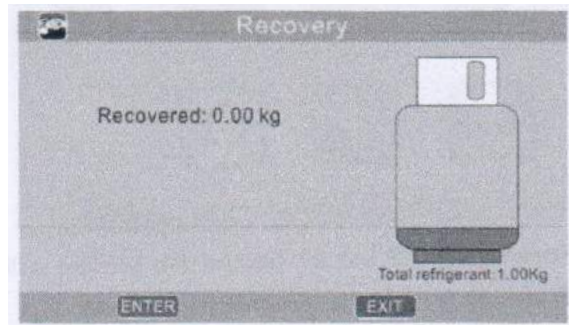 Recovery
Recovered: 0.00 kg
Total refrigerant:1.00Kg
ENTER
EXIT